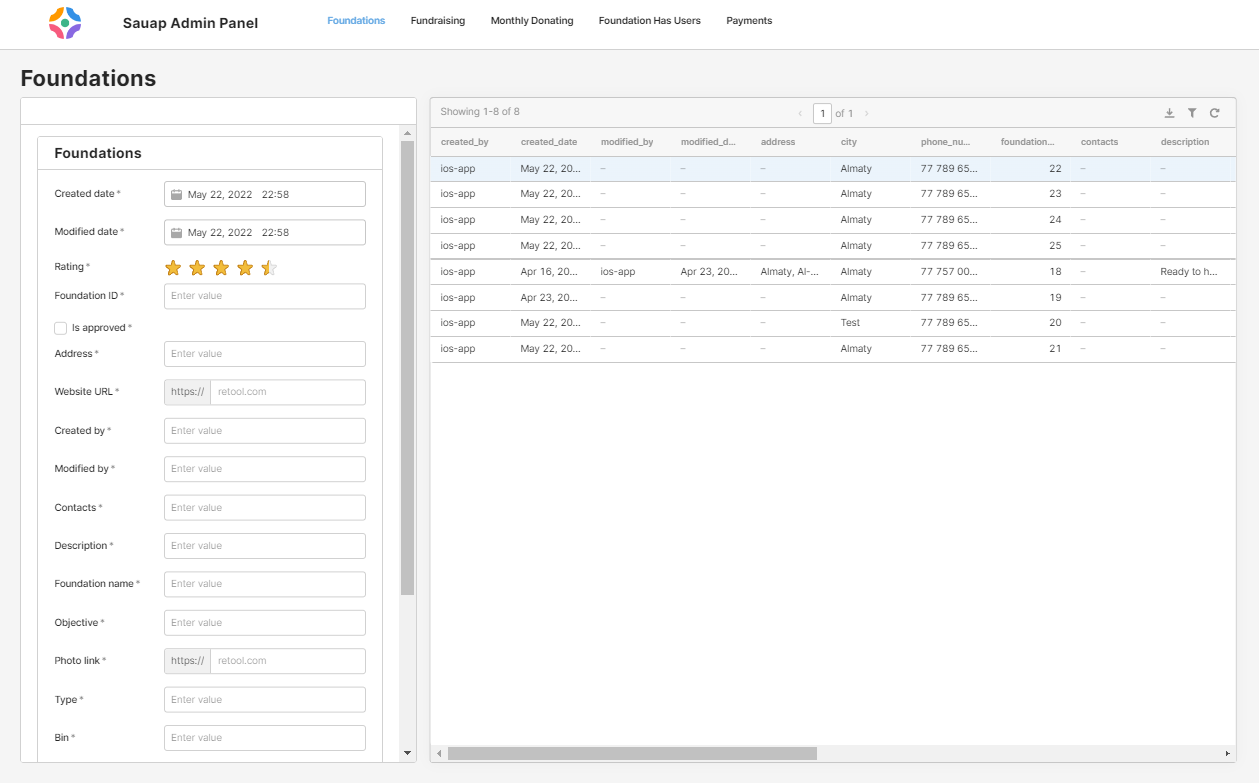 Sauap Admin Panel Foundations Fundraising Monthly Donating Foundation Has Users Payments
Foundations
Foundations
Created date * May 22, 2022 22:58
Modified date * May 22, 2022 22:58
Rating *
Foundation ID * Enter value
Is approved *
Address * Enter value
Website URL * https:// retool.com
Created by * Enter value
Modified by * Enter value
Contacts * Enter value
Description * Enter value
Foundation name * Enter value
Objective * Enter value
Photo link * https:// retool.com
Type * Enter value
Bin * Enter value
Showing 1-8 of 8 ‹ 1 of 1 ›
created_by created_date modified_by modified_d... address city phone_nu... foundation... contacts description
ios-app May 22, 20... – – – Almaty 77 789 65... 22 – –
ios-app May 22, 20... – – – Almaty 77 789 65... 23 – –
ios-app May 22, 20... – – – Almaty 77 789 65... 24 – –
ios-app May 22, 20... – – – Almaty 77 789 65... 25 – –
ios-app Apr 16, 20... ios-app Apr 23, 20... Almaty, Al-... Almaty 77 757 00... 18 – Ready to h...
ios-app Apr 23, 20... – – – Almaty 77 789 65... 19 – –
ios-app May 22, 20... – – – Test 77 789 65... 20 – –
ios-app May 22, 20... – – – Almaty 77 789 65... 21 – –